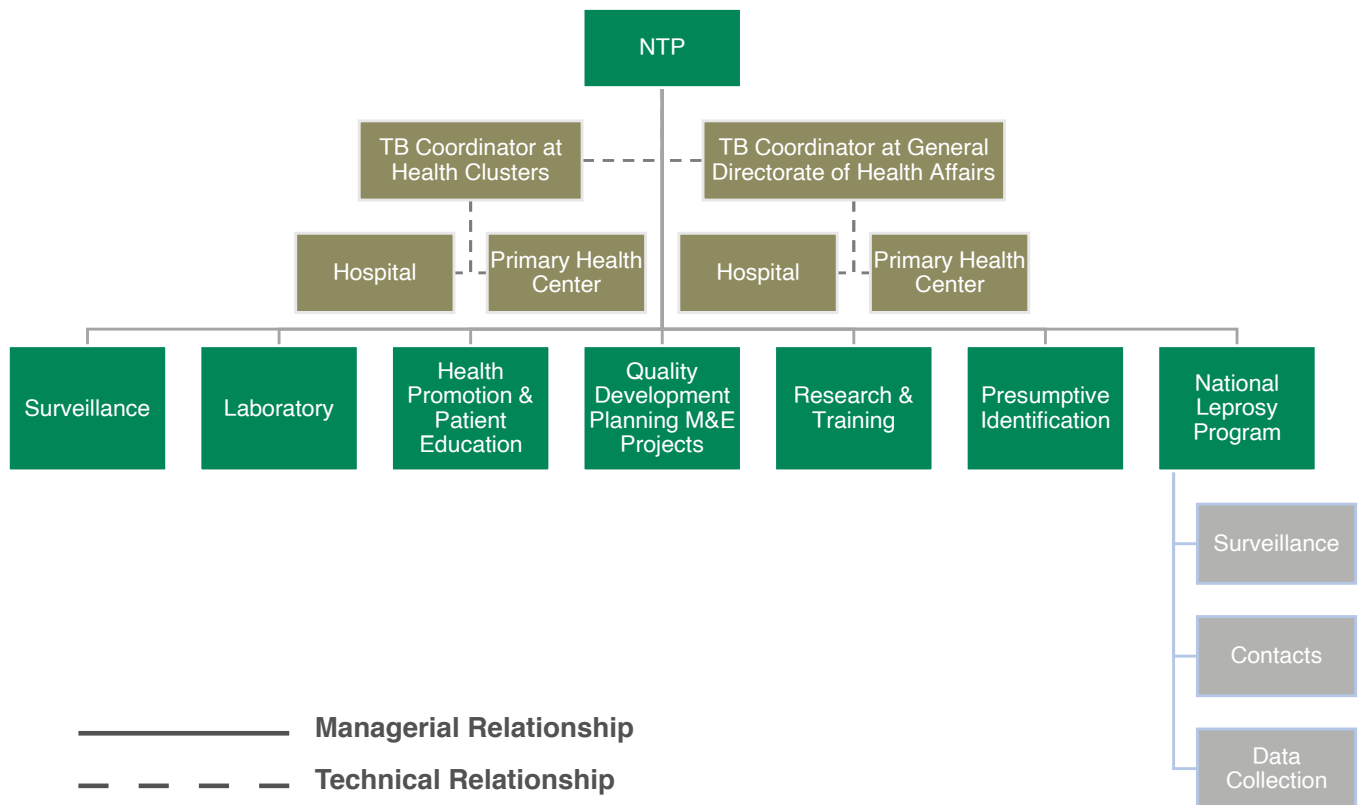 NTP
TB Coordinator at
Health Clusters
TB Coordinator at General
Directorate of Health Affairs
Hospital
Primary Health
Center
Hospital
Primary Health
Center
Surveillance
Laboratory
Health
Promotion &
Patient
Education
Quality
Development
Planning M&E
Projects
Research &
Training
Presumptive
Identification
National
Leprosy
Program
Surveillance
Contacts
Data
Collection
Managerial Relationship
Technical Relationship